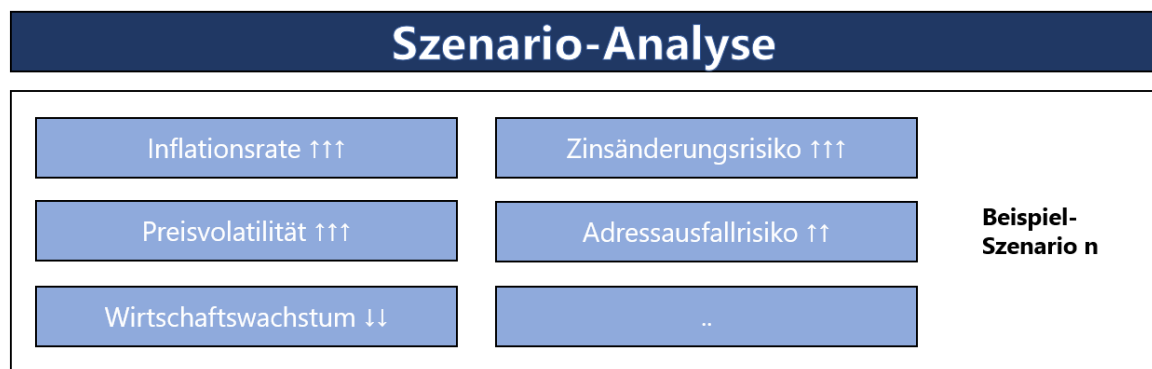 Szenario-Analyse
Inflationsrate ↑↑↑
Zinsänderungsrisiko ↑↑↑
Preisvolatilität ↑↑↑
Adressausfallrisiko ↑↑
Wirtschaftswachstum ↓↓
..
Beispiel-
Szenario n